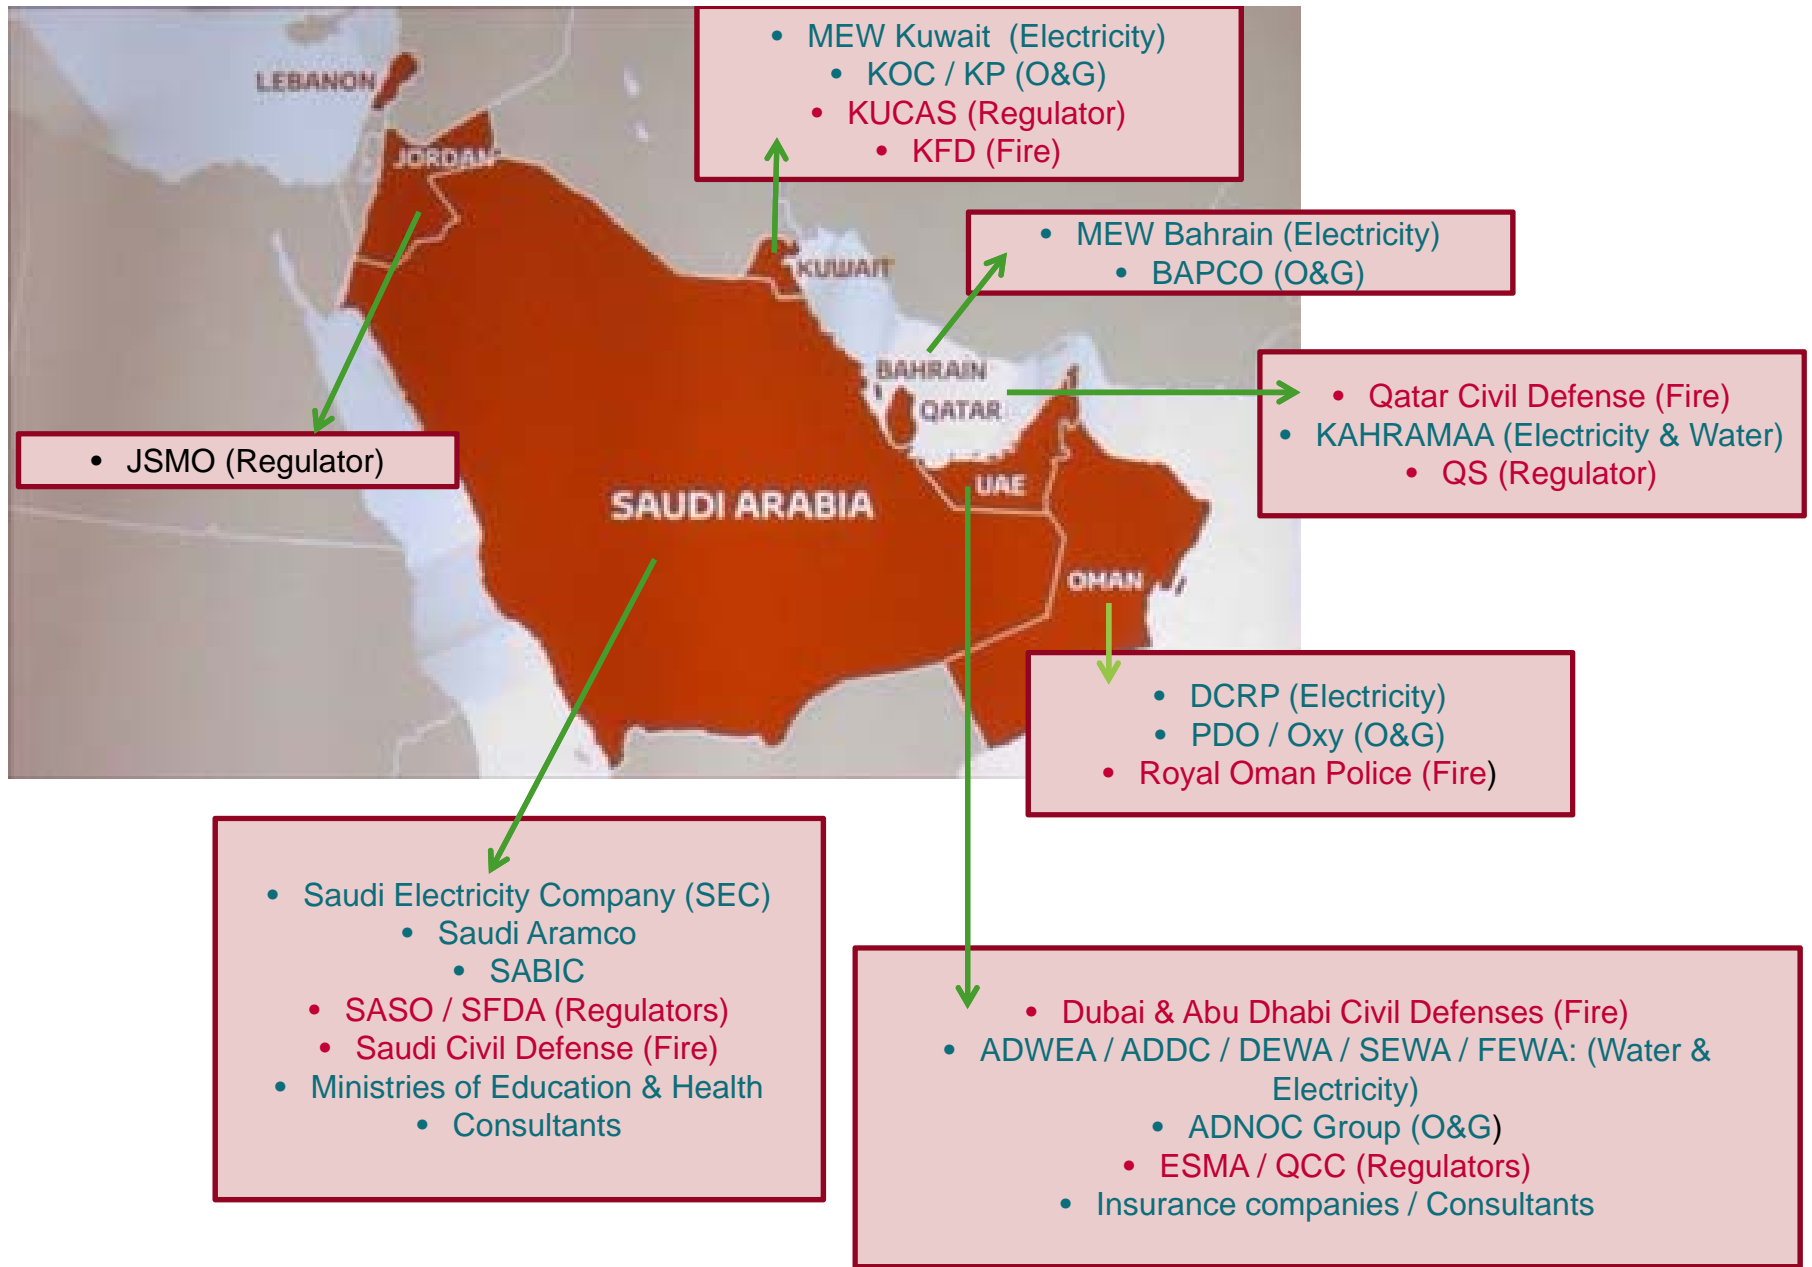 • MEW Kuwait (Electricity)
• KOC / KP (O&G)
• KUCAS (Regulator)
• KFD (Fire)
LEBANON
JORDAN
KUWAIT
• MEW Bahrain (Electricity)
• BAPCO (O&G)
BAHRAIN
QATAR
• Qatar Civil Defense (Fire)
• KAHRAMAA (Electricity & Water)
• QS (Regulator)
• JSMO (Regulator)
SAUDI ARABIA
UAE
OMAN
• DCRP (Electricity)
• PDO / Oxy (O&G)
• Royal Oman Police (Fire)
• Saudi Electricity Company (SEC)
• Saudi Aramco
• SABIC
• SASO / SFDA (Regulators)
• Saudi Civil Defense (Fire)
• Ministries of Education & Health
• Consultants
• Dubai & Abu Dhabi Civil Defenses (Fire)
• ADWEA / ADDC / DEWA / SEWA / FEWA: (Water &
Electricity)
• ADNOC Group (O&G)
• ESMA / QCC (Regulators)
• Insurance companies / Consultants